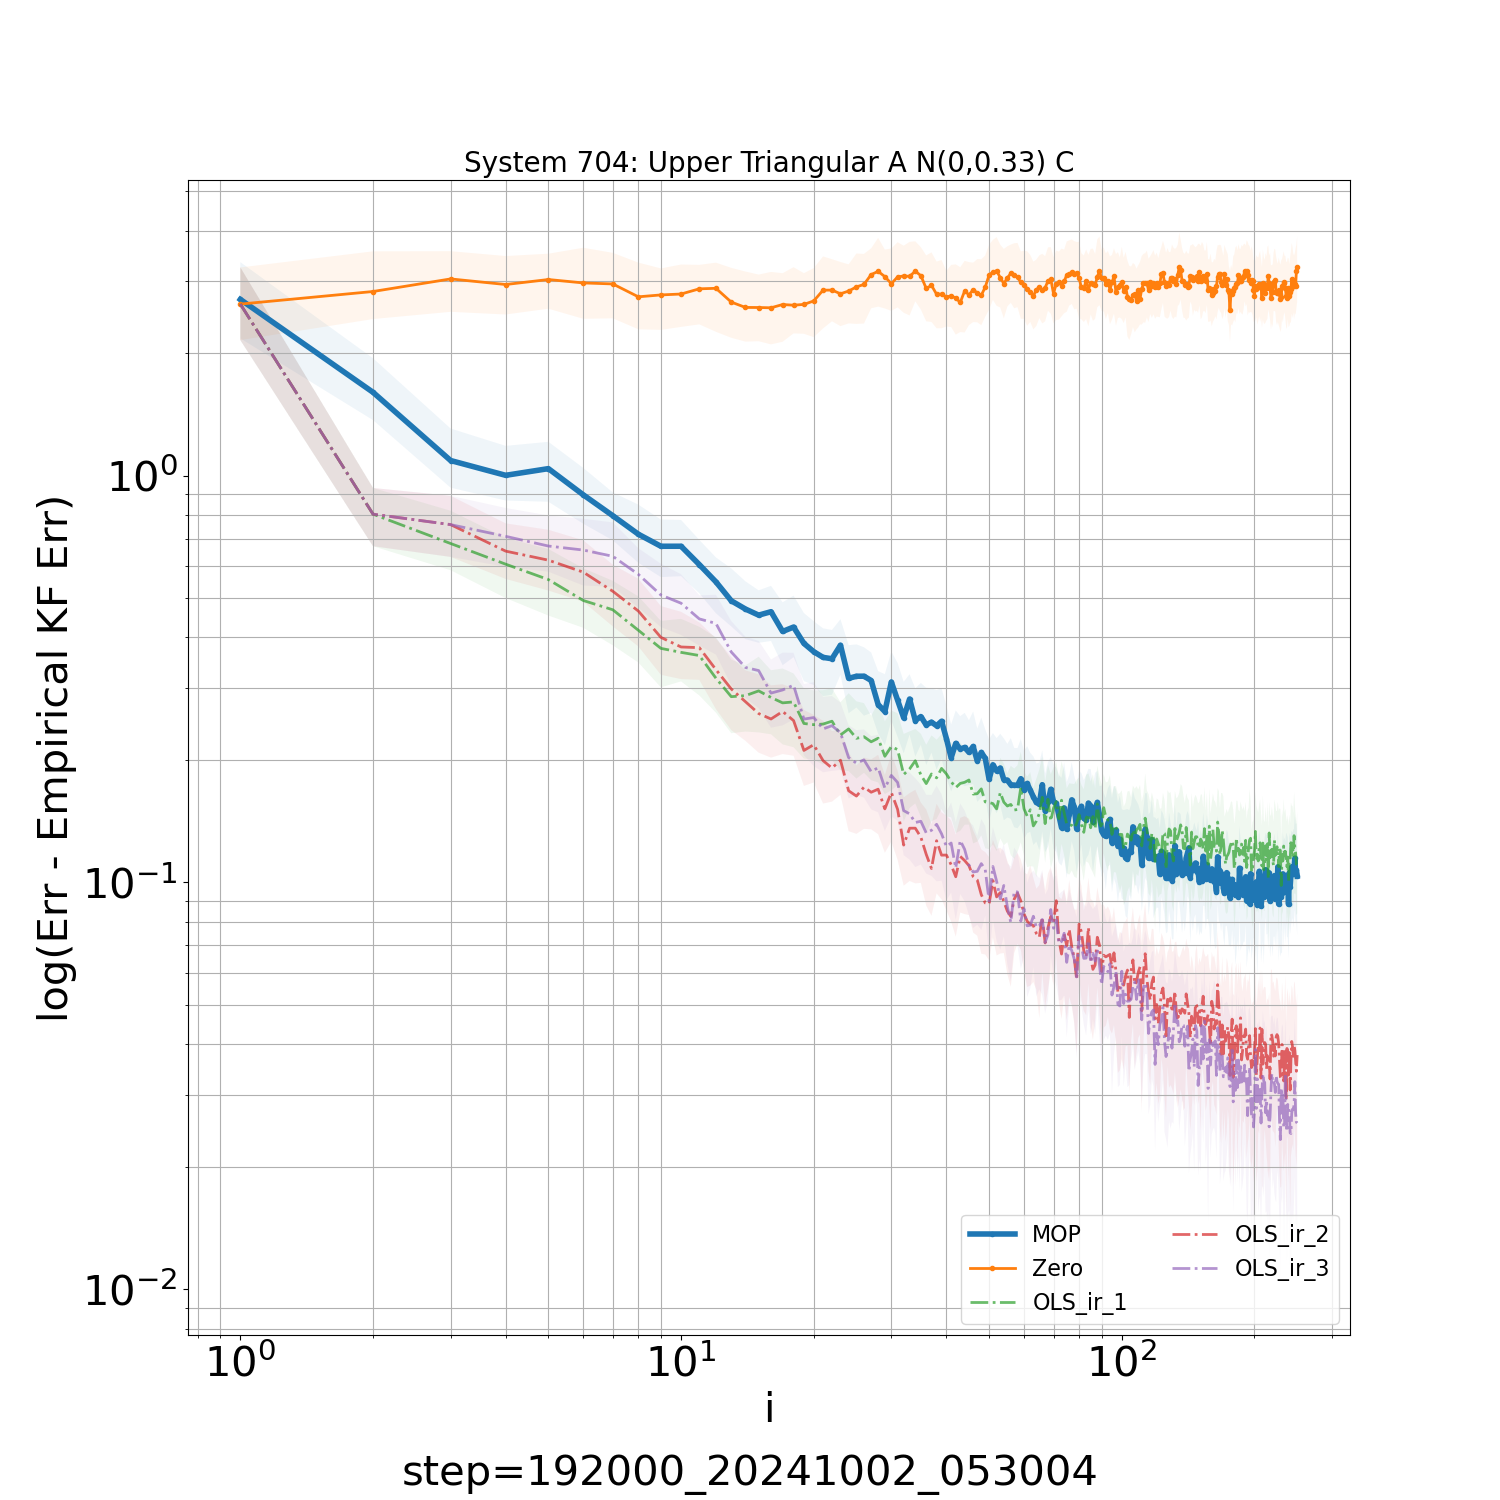 System 704: Upper Triangular A N(0,0.33) C
log(Err - Empirical KF Err)
10⁰
10⁻¹
10⁻²
10⁰ 10¹ 10²
i
step=192000_20241002_053004
MOP
Zero
OLS_ir_1
OLS_ir_2
OLS_ir_3